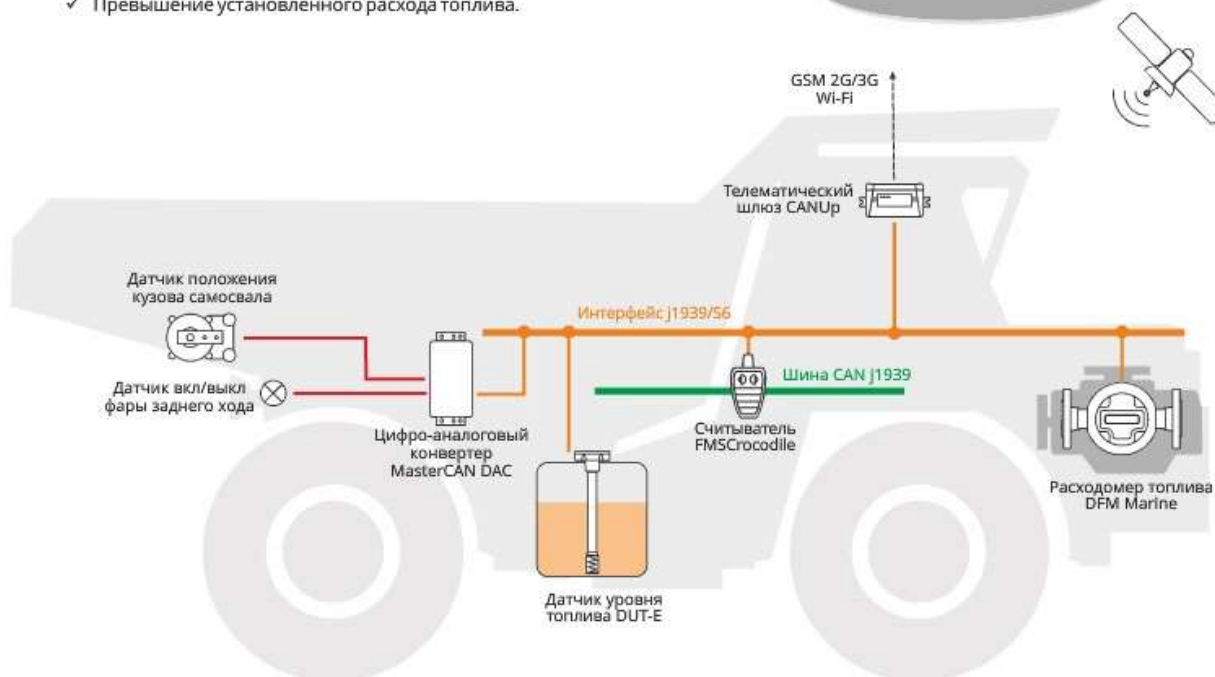 ✓ Превышение установленного расхода топлива.
GSM 2G/3G
Wi-Fi
Телематический
шлюз CANUp
Датчик положения
кузова самосвала
Интерфейс j1939/S6
Датчик вкл/выкл
фары заднего хода
Шина CAN j1939
Цифро-аналоговый
конвертер
MasterCAN DAC
Считыватель
FMSCrocodile
Расходомер топлива
DFM Marine
Датчик уровня
топлива DUT-E